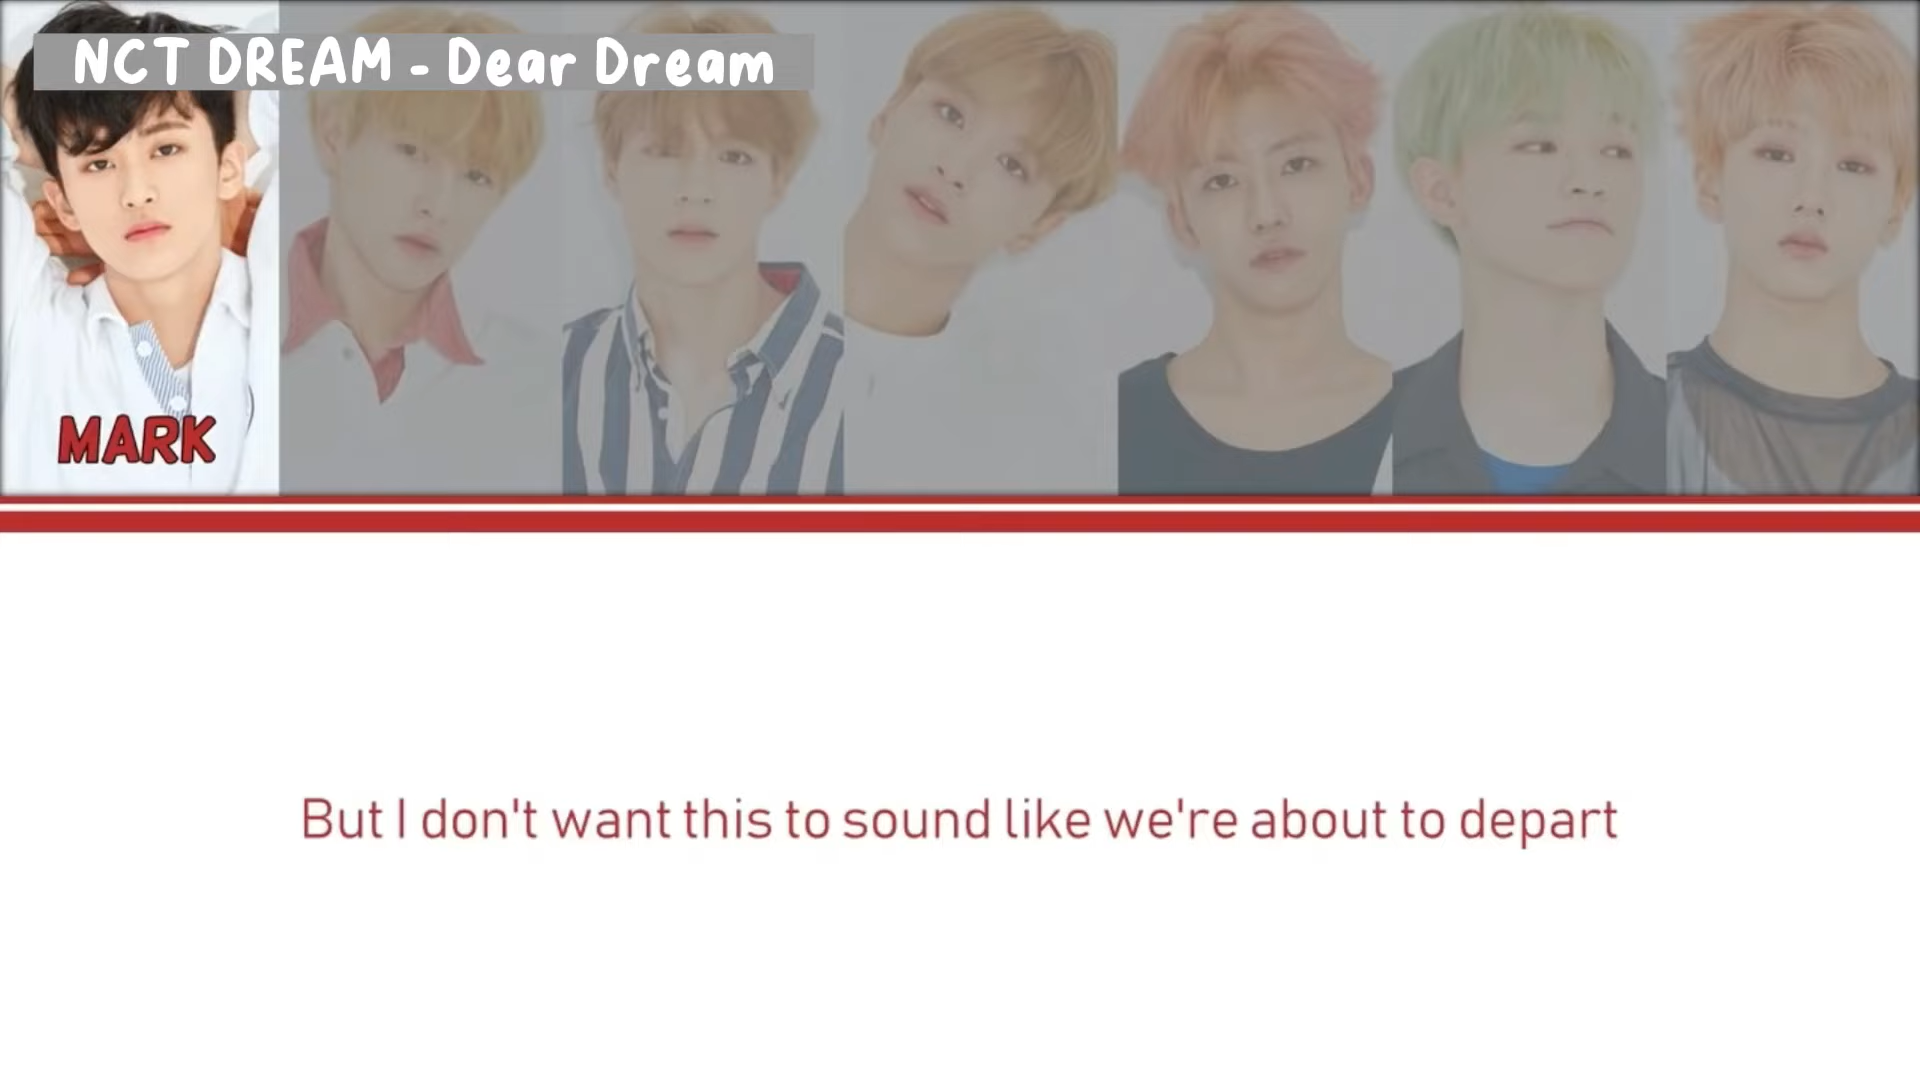 NCT DREAM - Dear Dream
MARK
But I don't want this to sound like we're about to depart